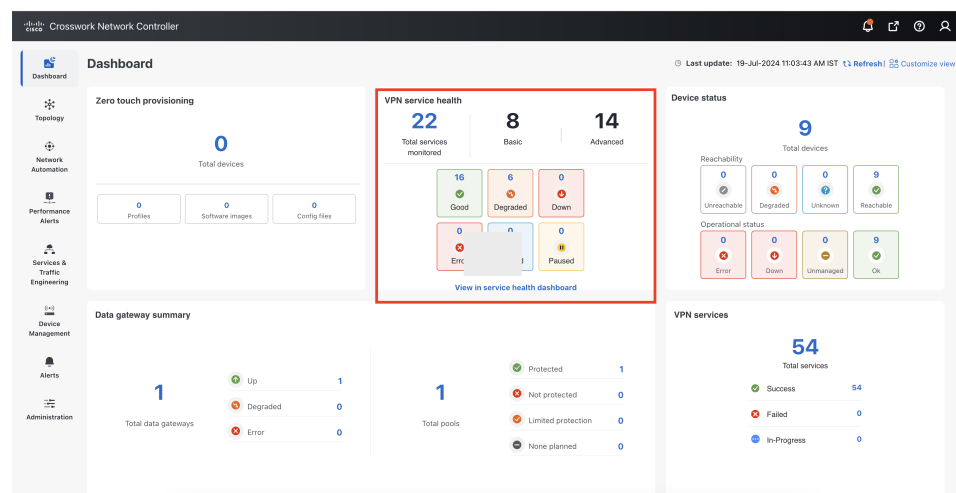 CISCO Crosswork Network Controller
Dashboard
Topology
Network
Automation
Performance
Alerts
Services &
Traffic
Engineering
Device
Management
Alerts
Administration
Dashboard
Last update: 19-Jul-2024 11:03:43 AM IST Refresh | Customize view
Zero touch provisioning
0
Total devices
0 0 0
Profiles Software images Config files
VPN service health
22 8 14
Total services Basic Advanced
monitored
16 6 0
Good Degraded Down
0 0
Paused
View in service health dashboard
Device status
9
Total devices
Reachability
0 0 0 9
Unreachable Degraded Unknown Reachable
Operational status
0 0 0 9
Error Down Unmanaged Ok
Data gateway summary
1
Total data gateways
Up 1
Degraded 0
Error 0
1
Total pools
Protected 1
Not protected 0
Limited protection 0
None planned 0
VPN services
54
Total services
Success 54
Failed 0
In-Progress 0